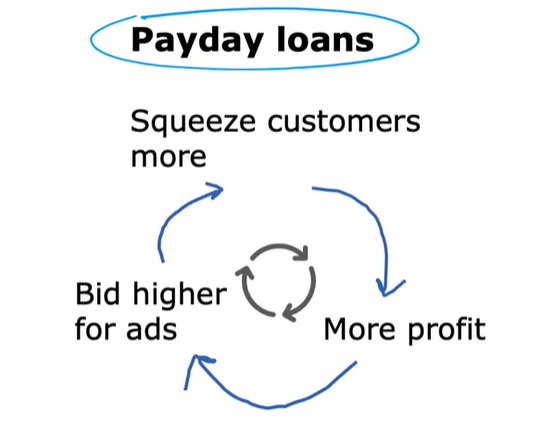 Payday loans
Squeeze customers
more
Bid higher
for ads
More profit